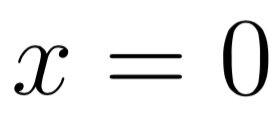 x = 0